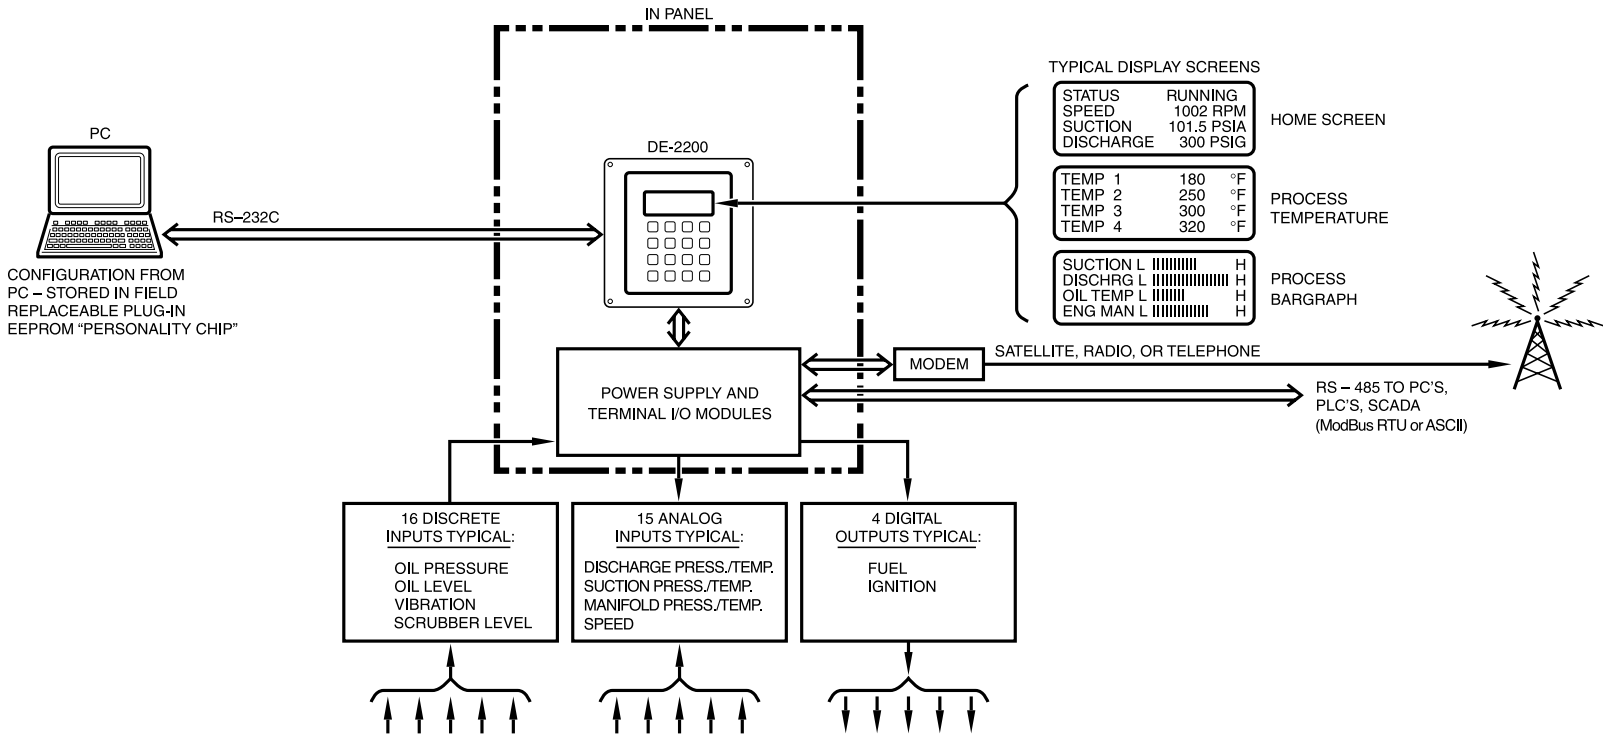 IN PANEL
PC
RS–232C
CONFIGURATION FROM
PC – STORED IN FIELD
REPLACEABLE PLUG-IN
EEPROM “PERSONALITY CHIP”
DE-2200
TYPICAL DISPLAY SCREENS
STATUS RUNNING
SPEED 1002 RPM
SUCTION 101.5 PSIA
DISCHARGE 300 PSIG
HOME SCREEN
TEMP 1 180 °F
TEMP 2 250 °F
TEMP 3 300 °F
TEMP 4 320 °F
PROCESS
TEMPERATURE
SUCTION L H
DISCHRG L H
OIL TEMP L H
ENG MAN L H
PROCESS
BARGRAPH
POWER SUPPLY AND
TERMINAL I/O MODULES
MODEM
SATELLITE, RADIO, OR TELEPHONE
RS – 485 TO PC’S,
PLC’S, SCADA
(ModBus RTU or ASCII)
16 DISCRETE
INPUTS TYPICAL:
OIL PRESSURE
OIL LEVEL
VIBRATION
SCRUBBER LEVEL
15 ANALOG
INPUTS TYPICAL:
DISCHARGE PRESS./TEMP.
SUCTION PRESS./TEMP.
MANIFOLD PRESS./TEMP.
SPEED
4 DIGITAL
OUTPUTS TYPICAL:
FUEL
IGNITION